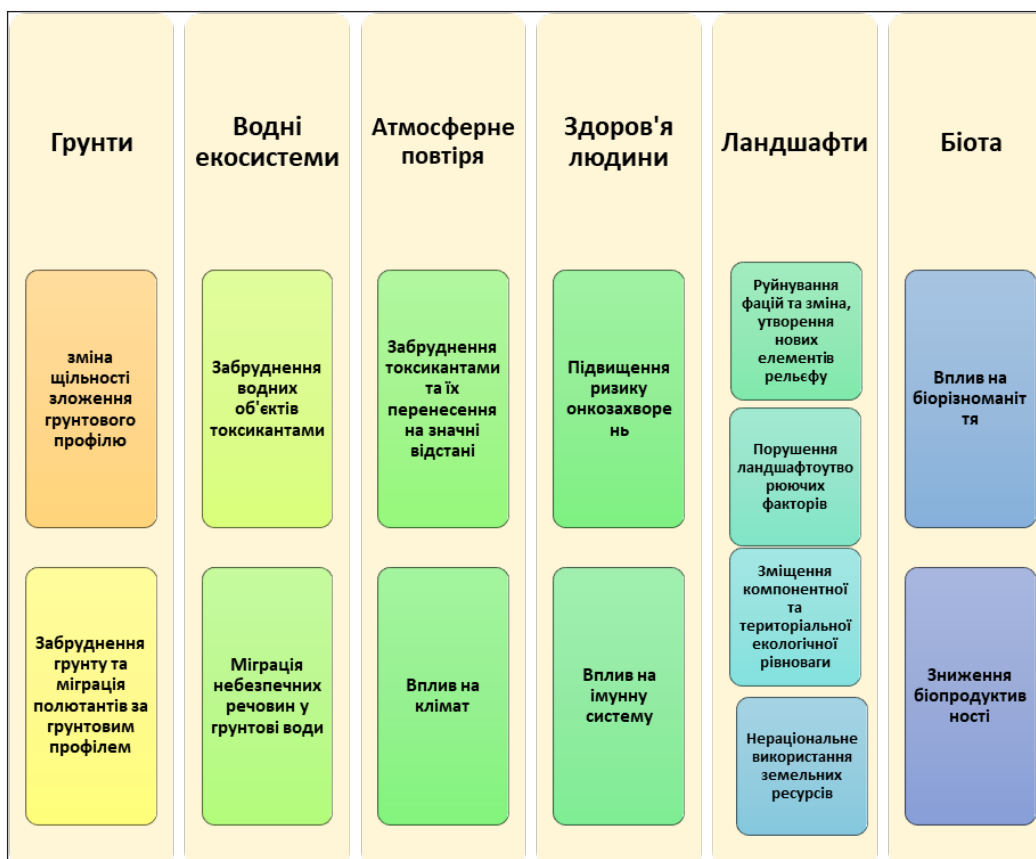 Грунти
зміна
щільності
зложення
грунтового
профілю
Забруднення
грунту та
міграція
полютантів за
грунтовим
профілем
Водні
екосистеми
Забруднення
водних
об'єктів
токсикантами
Міграція
небезпечних
речовин у
грунтові води
Атмосферне
повтіря
Забруднення
токсикантами
та їх
перенесення
на значні
відстані
Вплив на
клімат
Здоров'я
людини
Підвищення
ризику
онкозахворе
нь
Вплив на
імунну
систему
Ландшафти
Руйнування
фацій та зміна,
утворення
нових
елементів
рельєфу
Порушення
ландшафтоутво
рюючих
факторів
Зміщення
компонентної
та
територіальної
екологічної
рівноваги
Нераціональне
використання
земельних
ресурсів
Біота
Вплив на
біорізноманіт
тя
Зниження
біопродуктив
ності